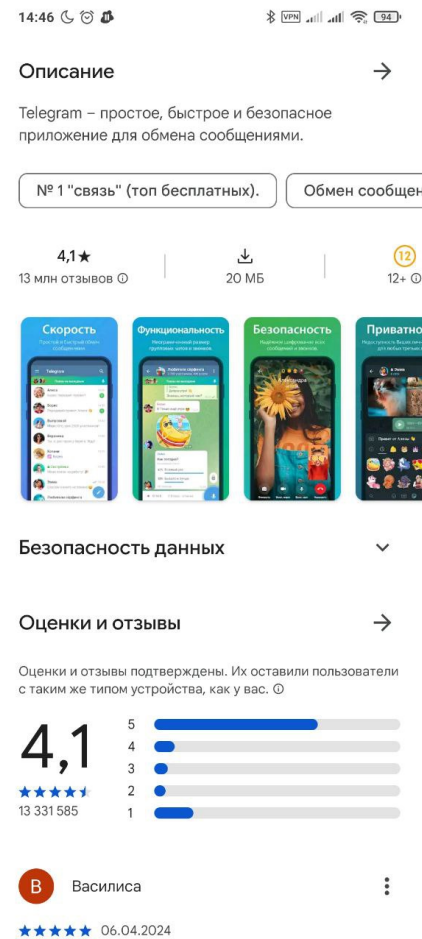 14:46
VPN
94
Описание
Telegram – простое, быстрое и безопасное
приложение для обмена сообщениями.
№ 1 "связь" (топ бесплатных).
Обмен сообщен
4,1★
13 млн отзывов
20 МБ
12
12+
Скорость
Функциональность
Безопасность
Приватно
Telegram
Безопасность данных
Оценки и отзывы
Оценки и отзывы подтверждены. Их оставили пользователи
с таким же типом устройства, как у вас.
4,1
13 331 585
5
4
3
2
1
В
Василиса
06.04.2024